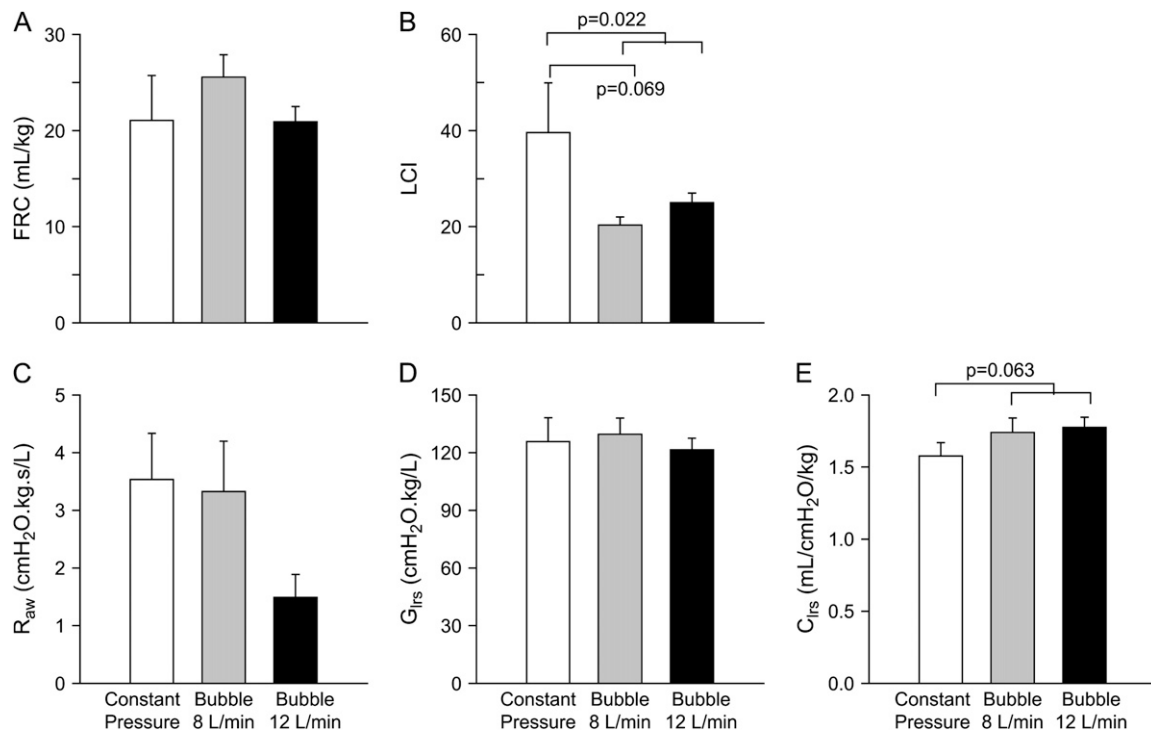 A
FRC (mL/kg)
30
20
10
0
B
p=0.022
p=0.069
LCI
60
40
20
0
C
R_aw (cmH₂O.kg.s/L)
5
4
3
2
1
0
Constant Bubble Bubble
Pressure 8 L/min 12 L/min
D
G_lrs (cmH₂O.kg/L)
150
120
90
60
30
0
Constant Bubble Bubble
Pressure 8 L/min 12 L/min
E
p=0.063
C_lrs (mL/cmH₂O/kg)
2.0
1.5
1.0
0.5
0.0
Constant Bubble Bubble
Pressure 8 L/min 12 L/min